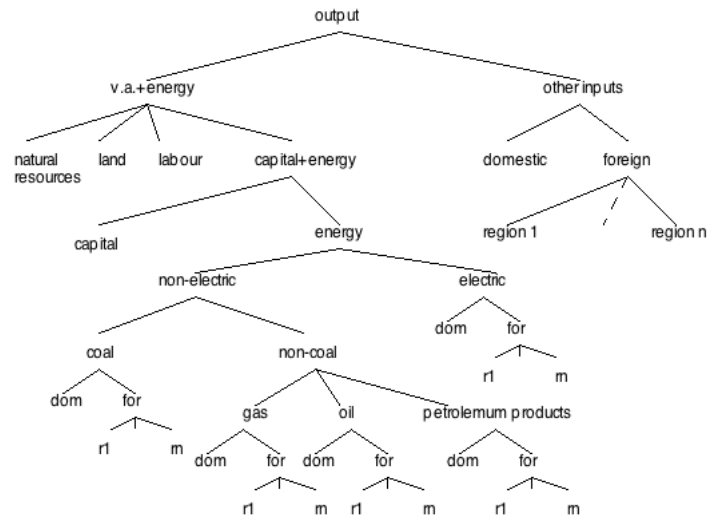 output
v.a.+energy
other inputs
natural
resources
land
labour
capital+energy
domestic
foreign
capital
energy
region 1
region n
non-electric
electric
dom
for
coal
non-coal
r1
rn
dom
for
gas
oil
petrolemum products
r1
rn
dom
for
dom
for
dom
for
r1
rn
r1
rn
r1
rn